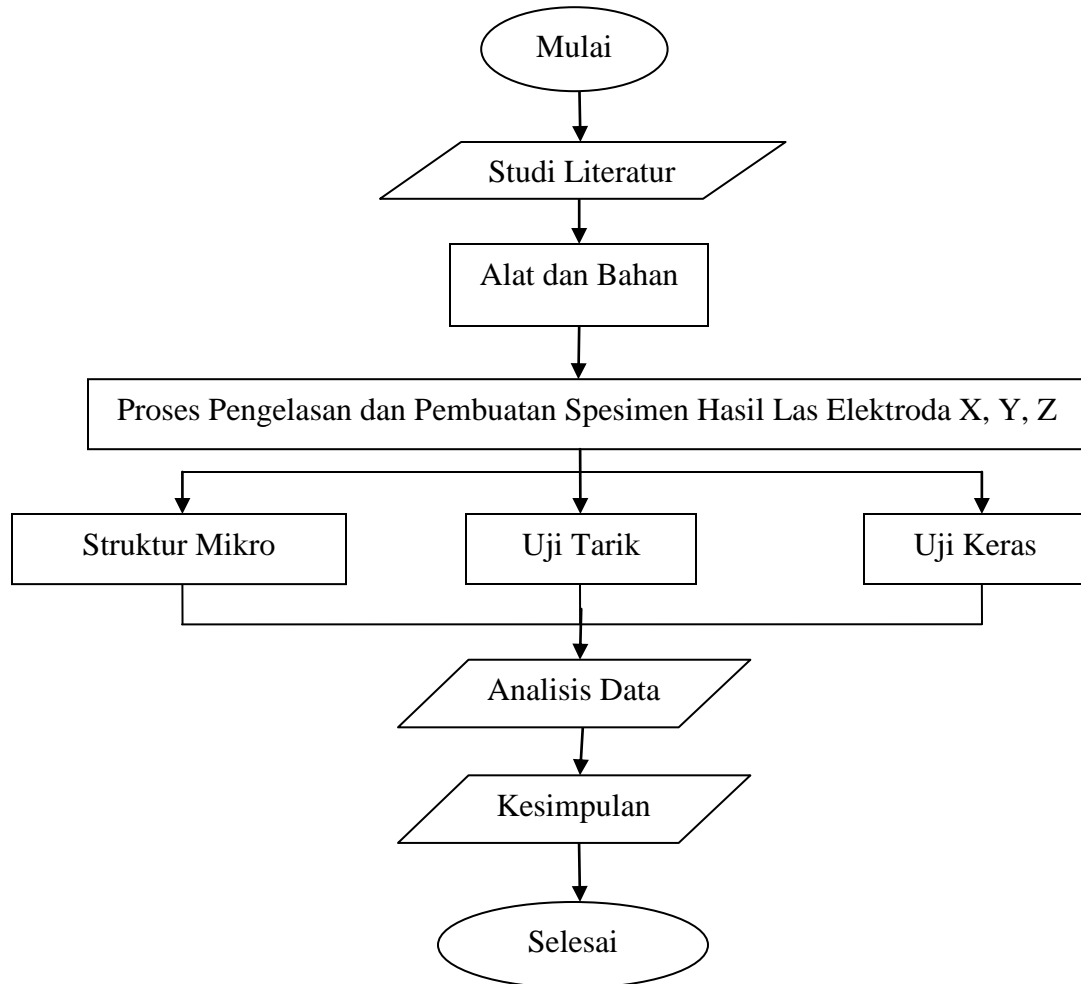 Mulai
Studi Literatur
Alat dan Bahan
Proses Pengelasan dan Pembuatan Spesimen Hasil Las Elektroda X, Y, Z
Struktur Mikro
Uji Tarik
Uji Keras
Analisis Data
Kesimpulan
Selesai